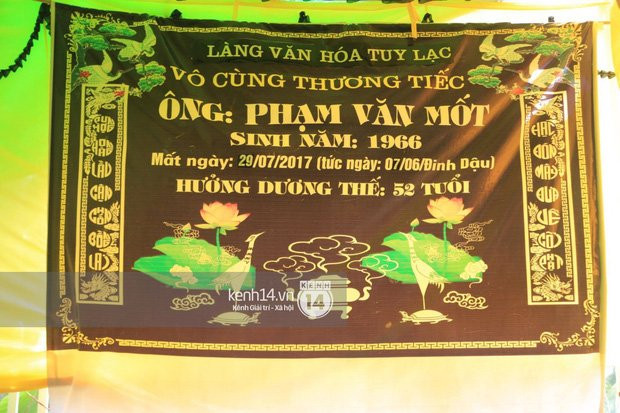 LÀNG VĂN HÓA TUY LẠC
VÔ CÙNG THƯƠNG TIẾC
ÔNG: PHẠM VĂN MỐT
SINH NĂM: 1966
Mất ngày: 29/07/2017 (tức ngày: 07/06/Đinh Dậu)
HƯỞNG DƯƠNG THẾ: 52 TUỔI
kenh14.vn
Kênh Giải trí - Xã hội
KÊNH
14